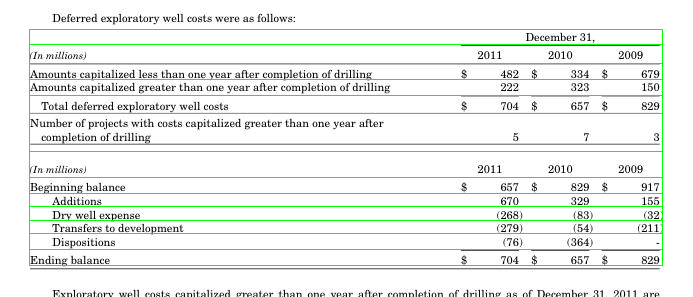 Deferred exploratory well costs were as follows:
December 31,
(In millions) 2011 2010 2009
Amounts capitalized less than one year after completion of drilling $ 482 $ 334 $ 679
Amounts capitalized greater than one year after completion of drilling 222 323 150
Total deferred exploratory well costs $ 704 $ 657 $ 829
Number of projects with costs capitalized greater than one year after
completion of drilling 5 7 3
(In millions) 2011 2010 2009
Beginning balance $ 657 $ 829 $ 917
Additions 670 329 155
Dry well expense (268) (83) (32)
Transfers to development (279) (54) (211)
Dispositions (76) (364) -
Ending balance $ 704 $ 657 $ 829
Exploratory well costs capitalized greater than one year after completion of drilling as of December 31, 2011 are